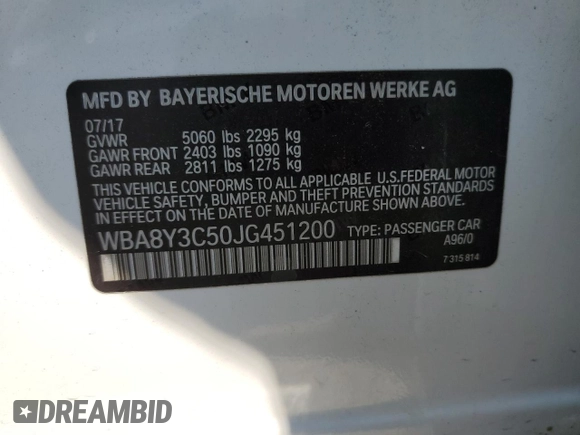 MFD BY BAYERISCHE MOTOREN WERKE AG
07/17
GVWR 5060 lbs 2295 kg
GAWR FRONT 2403 lbs 1090 kg
GAWR REAR 2811 lbs 1275 kg
THIS VEHICLE CONFORMS TO ALL APPLICABLE U.S.FEDERAL MOTOR
VEHICLE SAFETY, BUMPER AND THEFT PREVENTION STANDARDS
IN EFFECT ON THE DATE OF MANUFACTURE SHOWN ABOVE.
WBA8Y3C50JG451200 TYPE: PASSENGER CAR
A96/0
7 315 814
DREAMBID